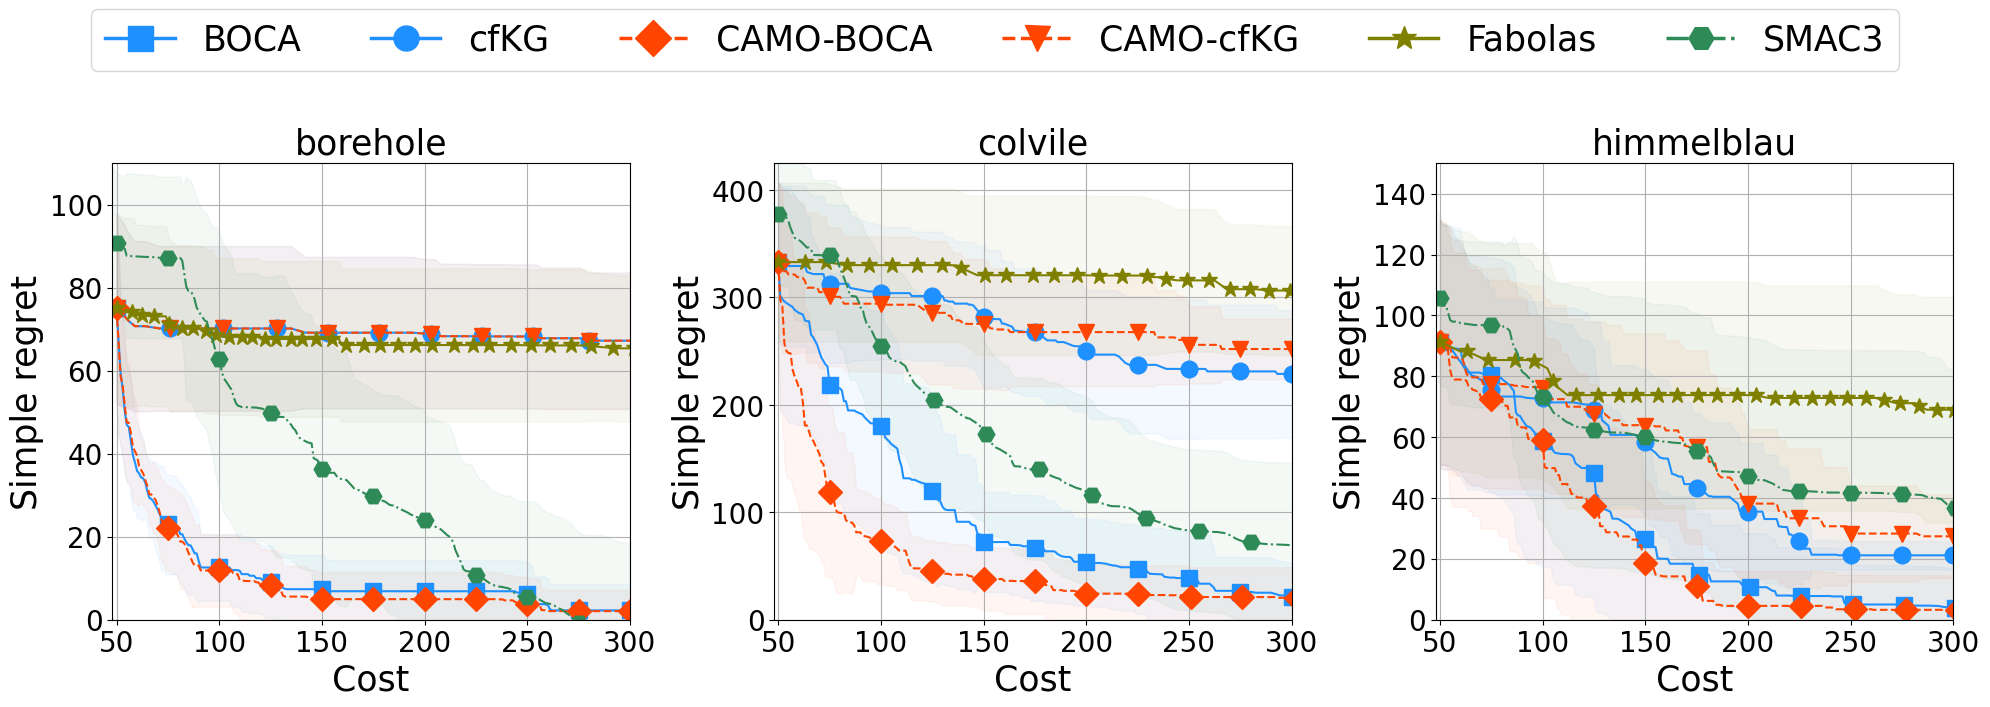 BOCA cfKG CAMO-BOCA CAMO-cfKG Fabolas SMAC3
borehole
Simple regret
100
80
60
40
20
0
50 100 150 200 250 300
Cost
colvile
Simple regret
400
300
200
100
0
50 100 150 200 250 300
Cost
himmelblau
Simple regret
140
120
100
80
60
40
20
0
50 100 150 200 250 300
Cost